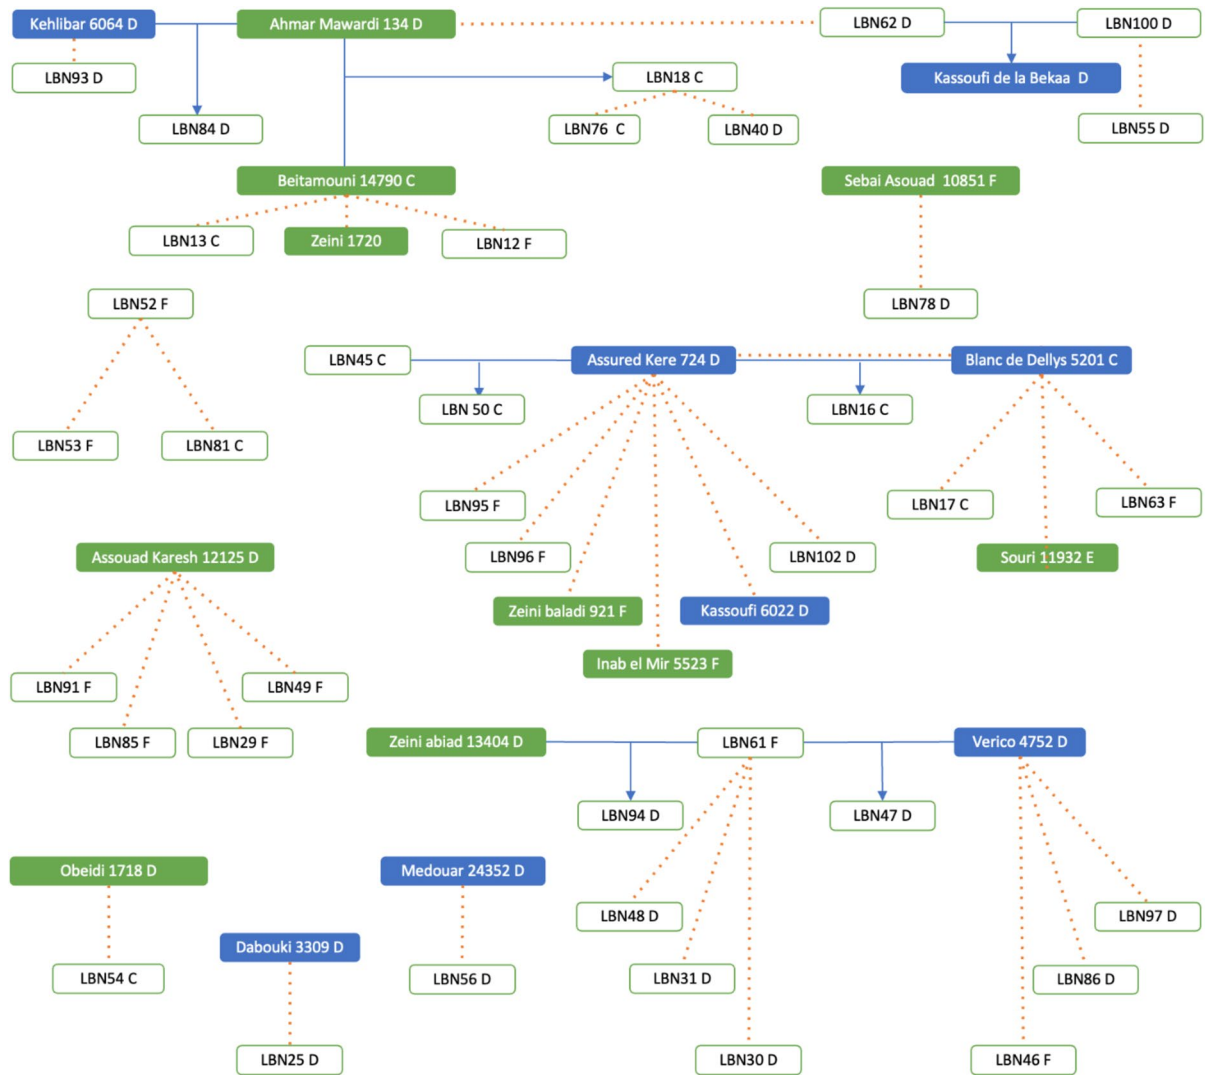 Kehlibar 6064 D
Ahmar Mawardi 134 D
LBN62 D
LBN100 D
LBN93 D
LBN18 C
Kassoufi de la Bekaa  D
LBN84 D
LBN76  C
LBN40 D
LBN55 D
Beitamouni 14790 C
Sebai Asouad  10851 F
LBN13 C
Zeini 1720
LBN12 F
LBN52 F
LBN78 D
LBN45 C
Assured Kere 724 D
Blanc de Dellys 5201 C
LBN 50 C
LBN16 C
LBN53 F
LBN81 C
LBN95 F
LBN17 C
LBN63 F
Assouad Karesh 12125 D
LBN96 F
LBN102 D
Souri 11932 E
Zeini baladi 921 F
Kassoufi 6022 D
Inab el Mir 5523 F
LBN91 F
LBN49 F
LBN85 F
LBN29 F
Zeini abiad 13404 D
LBN61 F
Verico 4752 D
LBN94 D
LBN47 D
Obeidi 1718 D
Medouar 24352 D
LBN48 D
LBN97 D
Dabouki 3309 D
LBN54 C
LBN56 D
LBN31 D
LBN86 D
LBN25 D
LBN30 D
LBN46 F